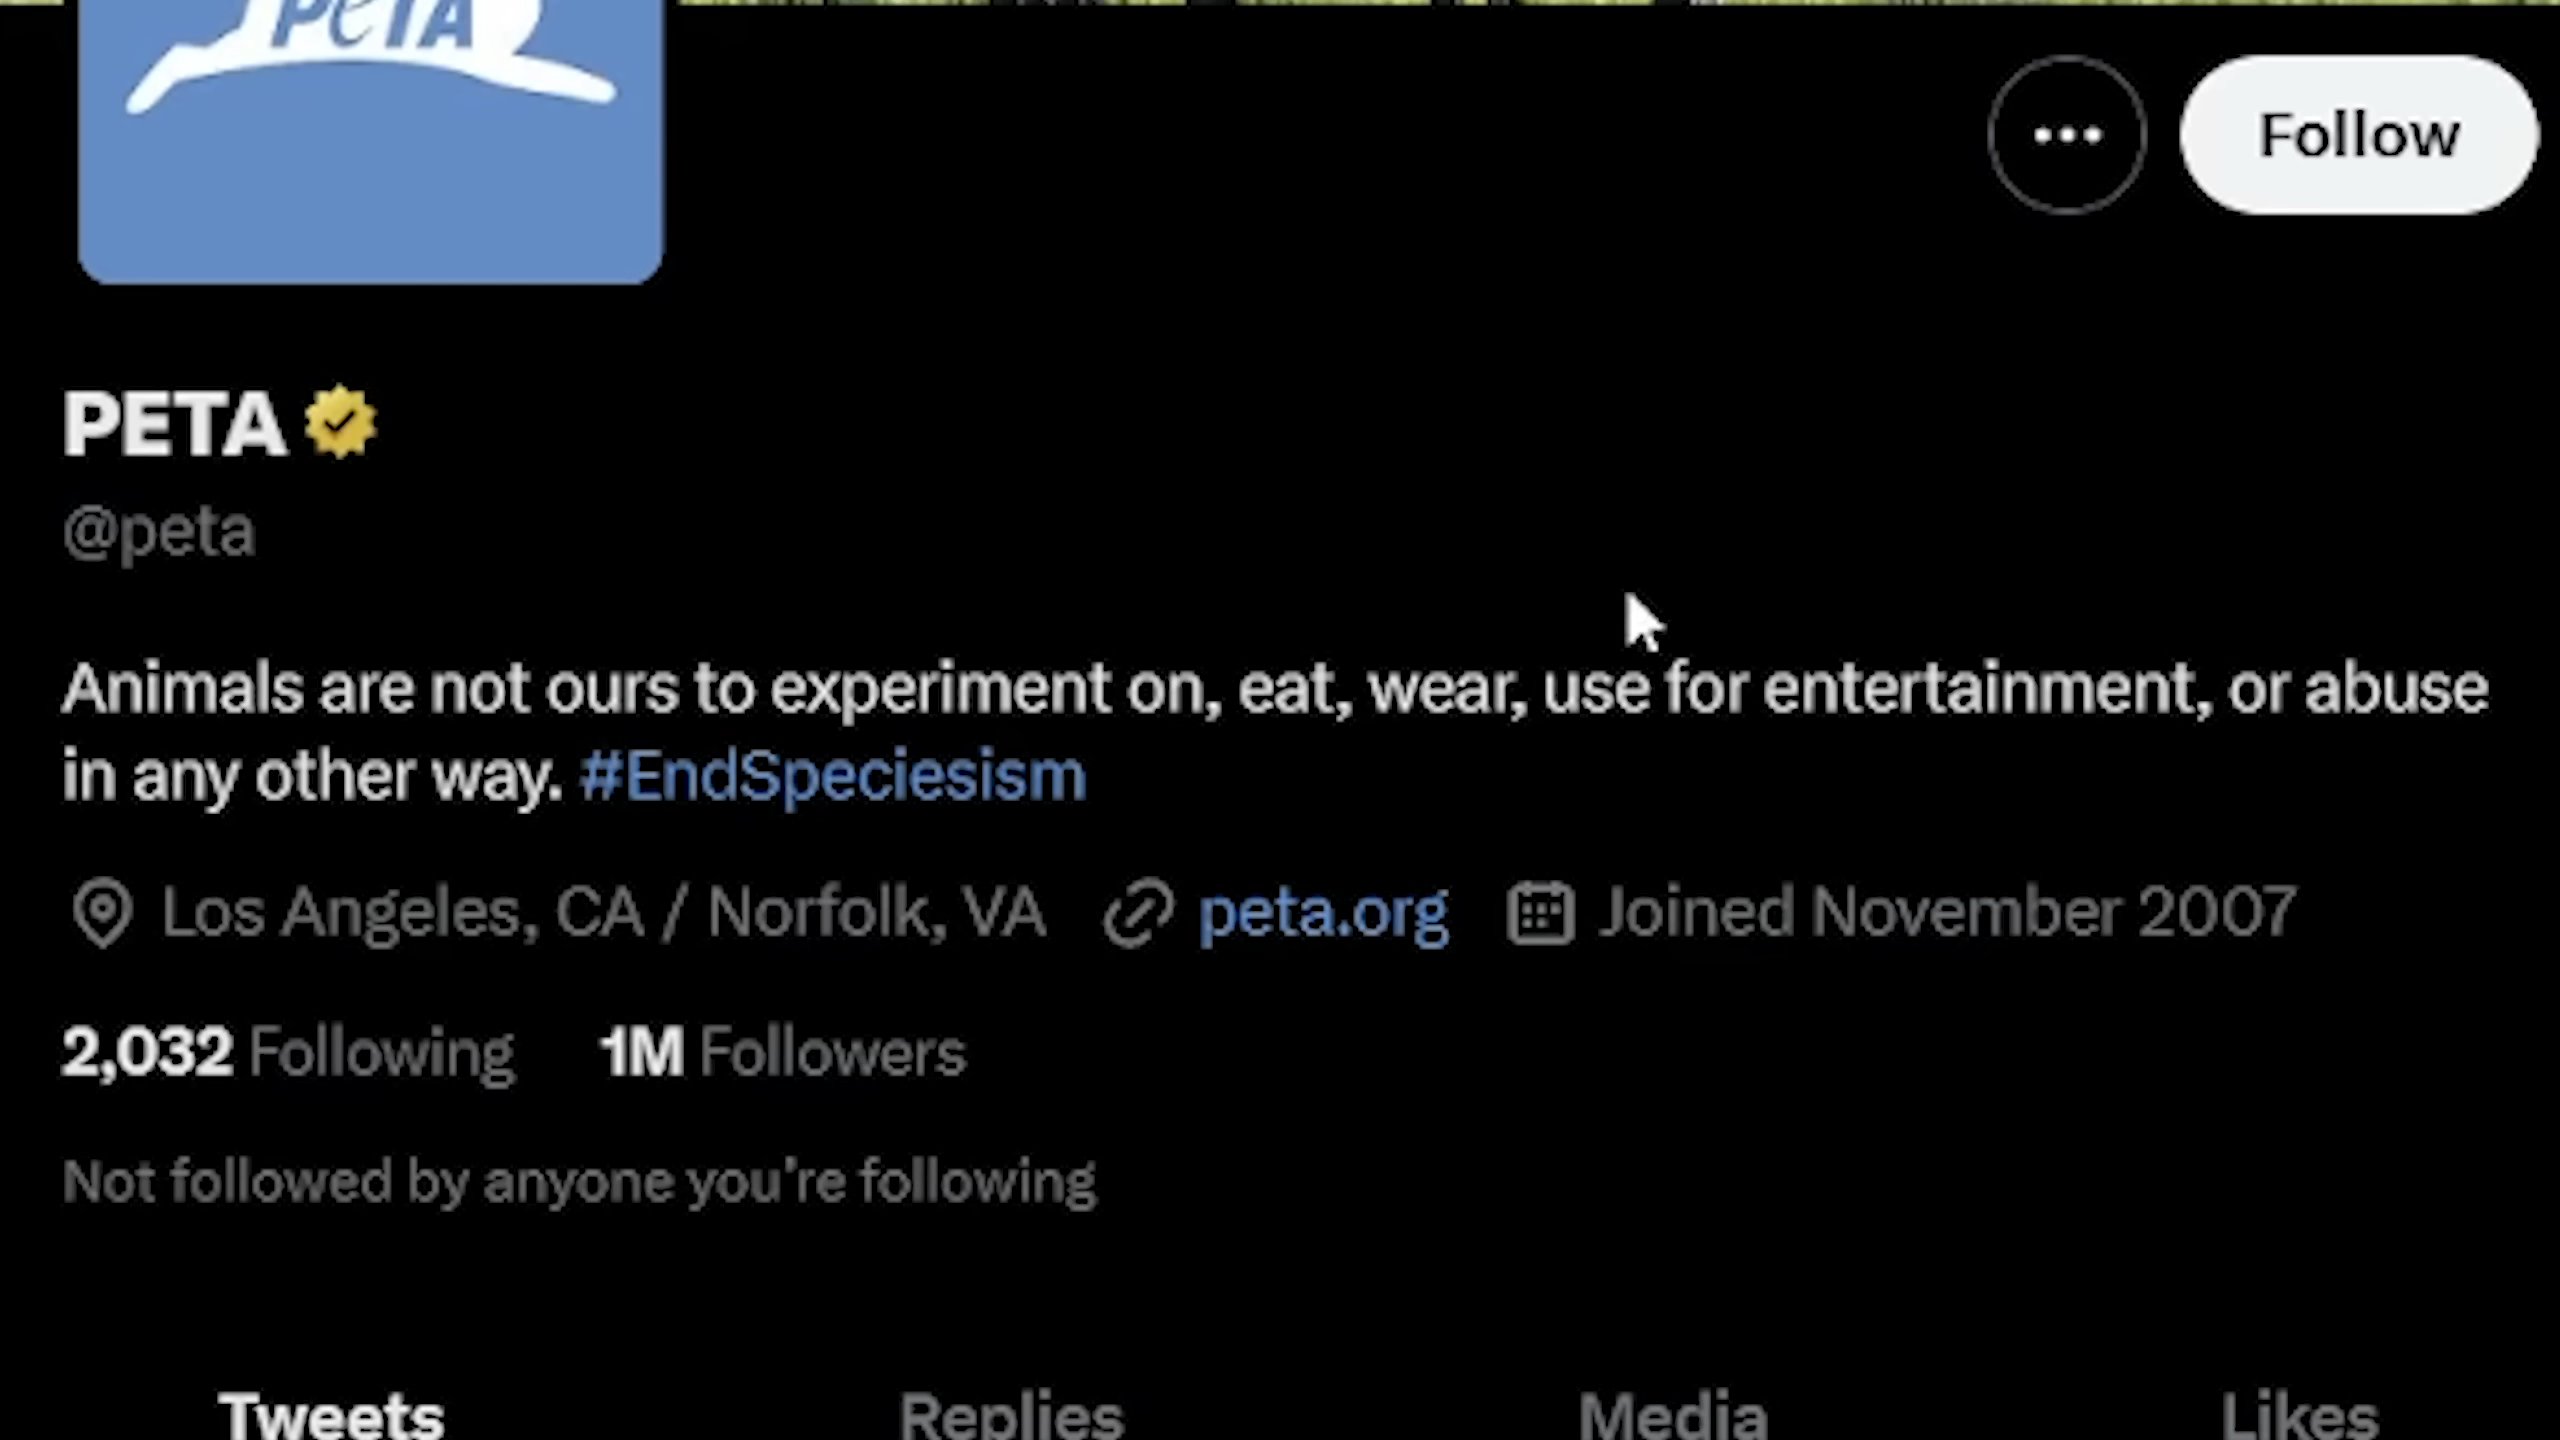 PETA
Follow
PETA
@peta
Animals are not ours to experiment on, eat, wear, use for entertainment, or abuse
in any other way. #EndSpeciesism
Los Angeles, CA / Norfolk, VA peta.org Joined November 2007
2,032 Following 1M Followers
Not followed by anyone you're following
Tweets Replies Media Likes